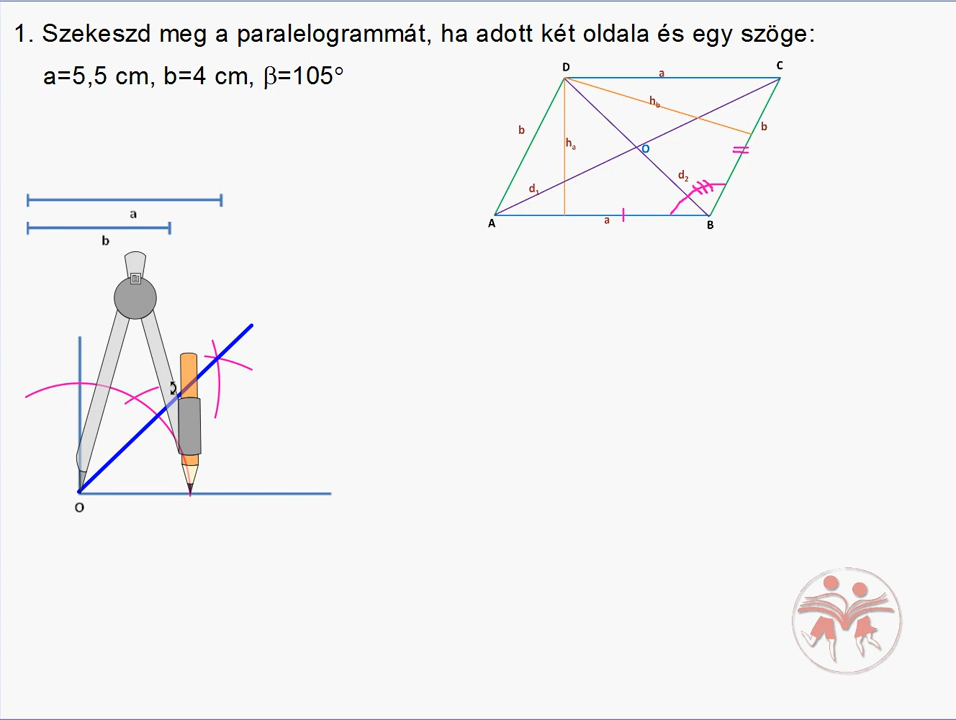 1. Szekeszd meg a paralelogrammát, ha adott két oldala és egy szöge:
a=5,5 cm, b=4 cm, β=105°
D
a
C
h_b
b
b
h_a
O
d_1
d_2
A
a
B
a
b
O